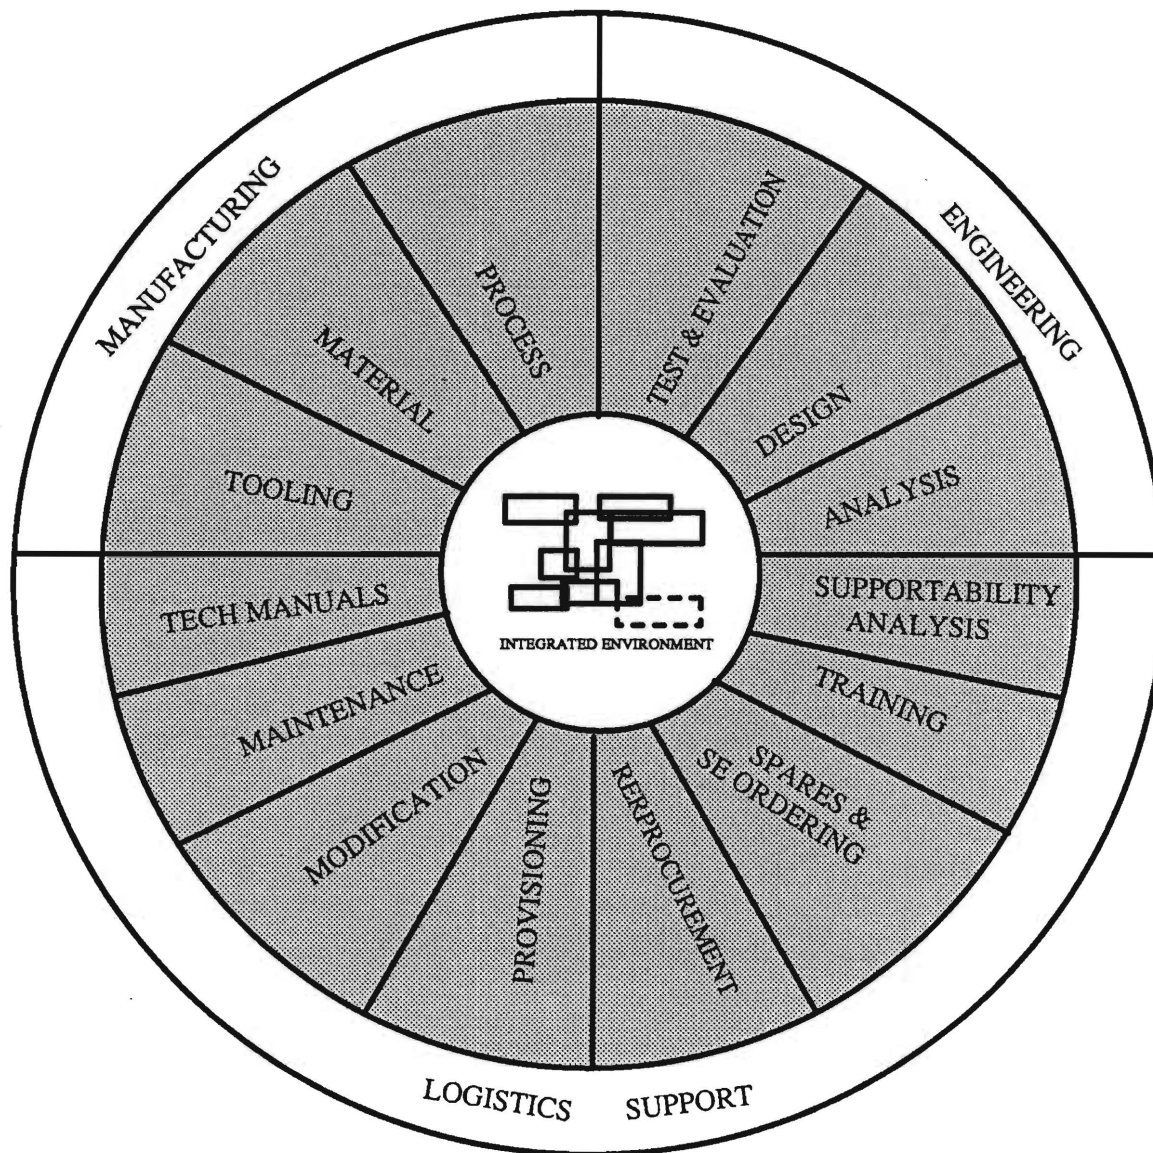 MANUFACTURING
ENGINEERING
PROCESS
TEST & EVALUATION
MATERIAL
DESIGN
TOOLING
ANALYSIS
INTEGRATED ENVIRONMENT
TECH MANUALS
SUPPORTABILITY
ANALYSIS
MAINTENANCE
TRAINING
MODIFICATION
SPARES &
SE ORDERING
PROVISIONING
RERPROCUREMENT
LOGISTICS SUPPORT